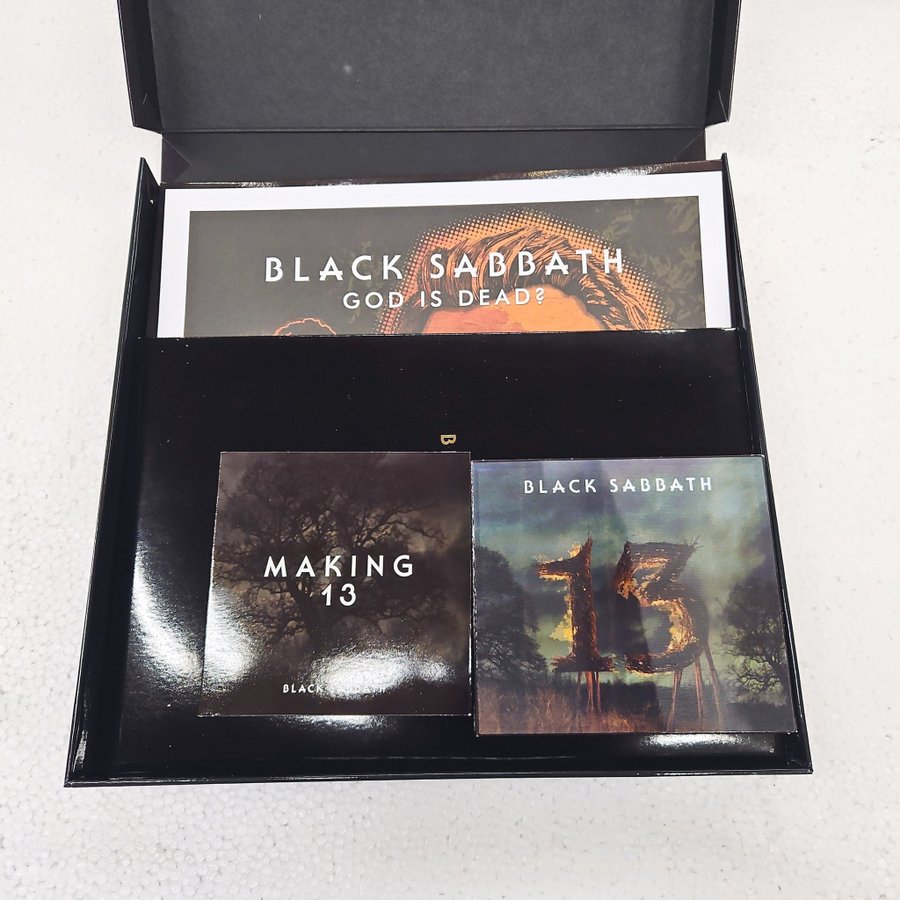 BLACK SABBATH
GOD IS DEAD?
B
MAKING
13
BLACK
BLACK SABBATH
13